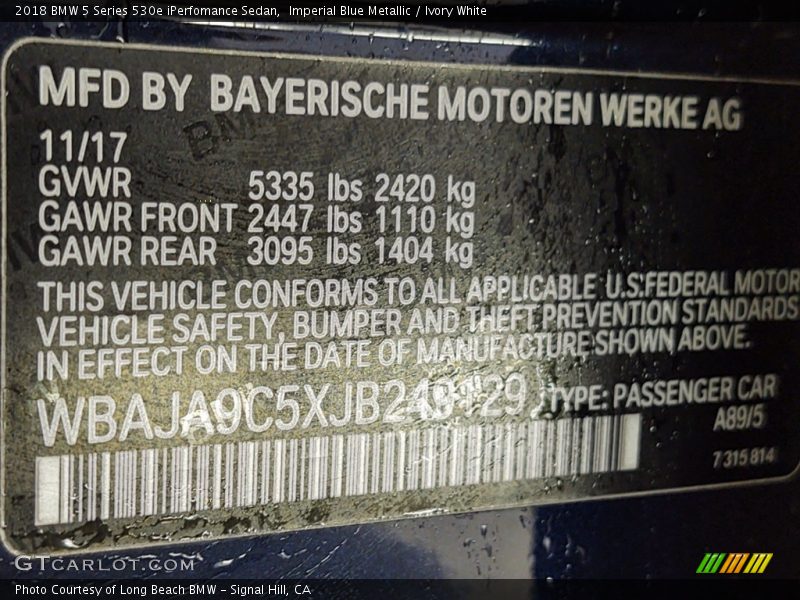 2018 BMW 5 Series 530e iPerfomance Sedan, Imperial Blue Metallic / Ivory White
MFD BY BAYERISCHE MOTOREN WERKE AG
11/17
GVWR 5335 lbs 2420 kg
GAWR FRONT 2447 lbs 1110 kg
GAWR REAR 3095 lbs 1404 kg
THIS VEHICLE CONFORMS TO ALL APPLICABLE U.S.FEDERAL MOTOR
VEHICLE SAFETY, BUMPER AND THEFT PREVENTION STANDARDS
IN EFFECT ON THE DATE OF MANUFACTURE SHOWN ABOVE.
TYPE: PASSENGER CAR
A89/5
7 315 814
GTCARLOT.COM
Photo Courtesy of Long Beach BMW – Signal Hill, CA